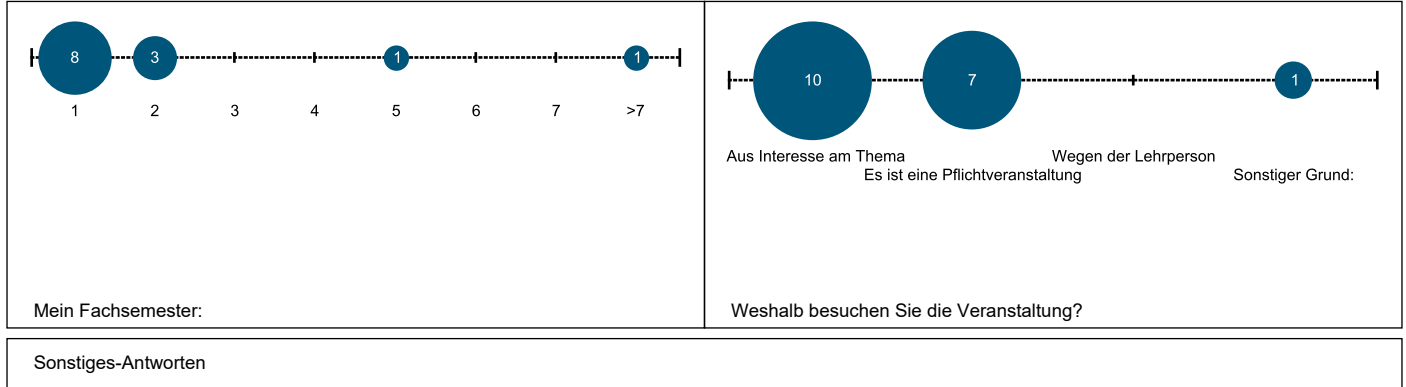 8 3 1 1
1 2 3 4 5 6 7 >7
Mein Fachsemester:
10 7 1
Aus Interesse am Thema Wegen der Lehrperson
Es ist eine Pflichtveranstaltung Sonstiger Grund:
Weshalb besuchen Sie die Veranstaltung?
Sonstiges-Antworten